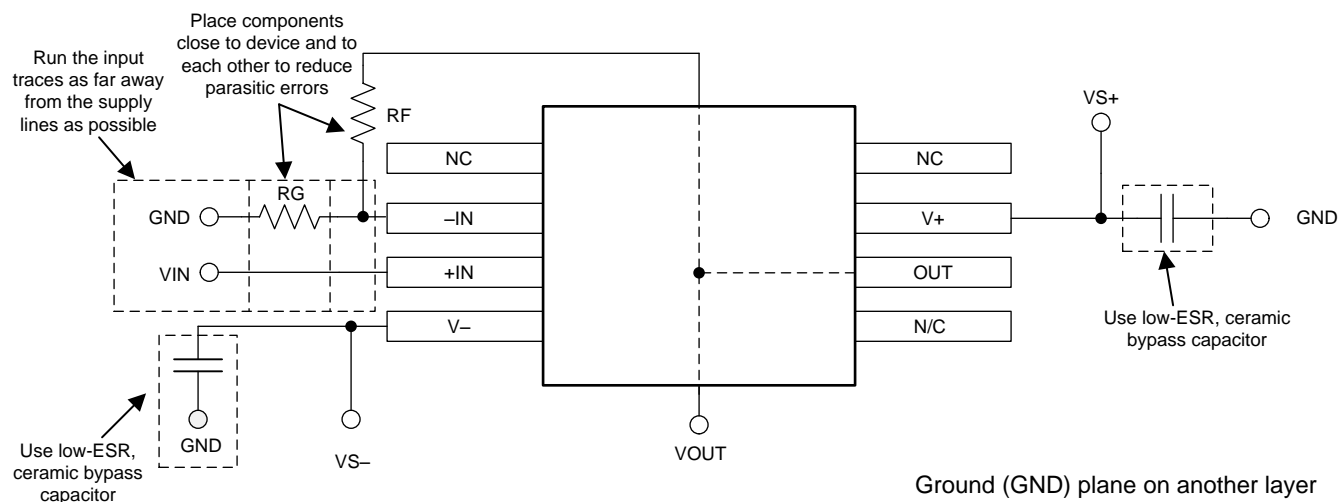 Place components
close to device and to
each other to reduce
parasitic errors
Run the input
traces as far away
from the supply
lines as possible
RF
VS+
NC
NC
RG
GND
–IN
V+
GND
VIN
+IN
OUT
V–
N/C
Use low-ESR, ceramic
bypass capacitor
GND
VS–
VOUT
Use low-ESR,
ceramic bypass
capacitor
Ground (GND) plane on another layer